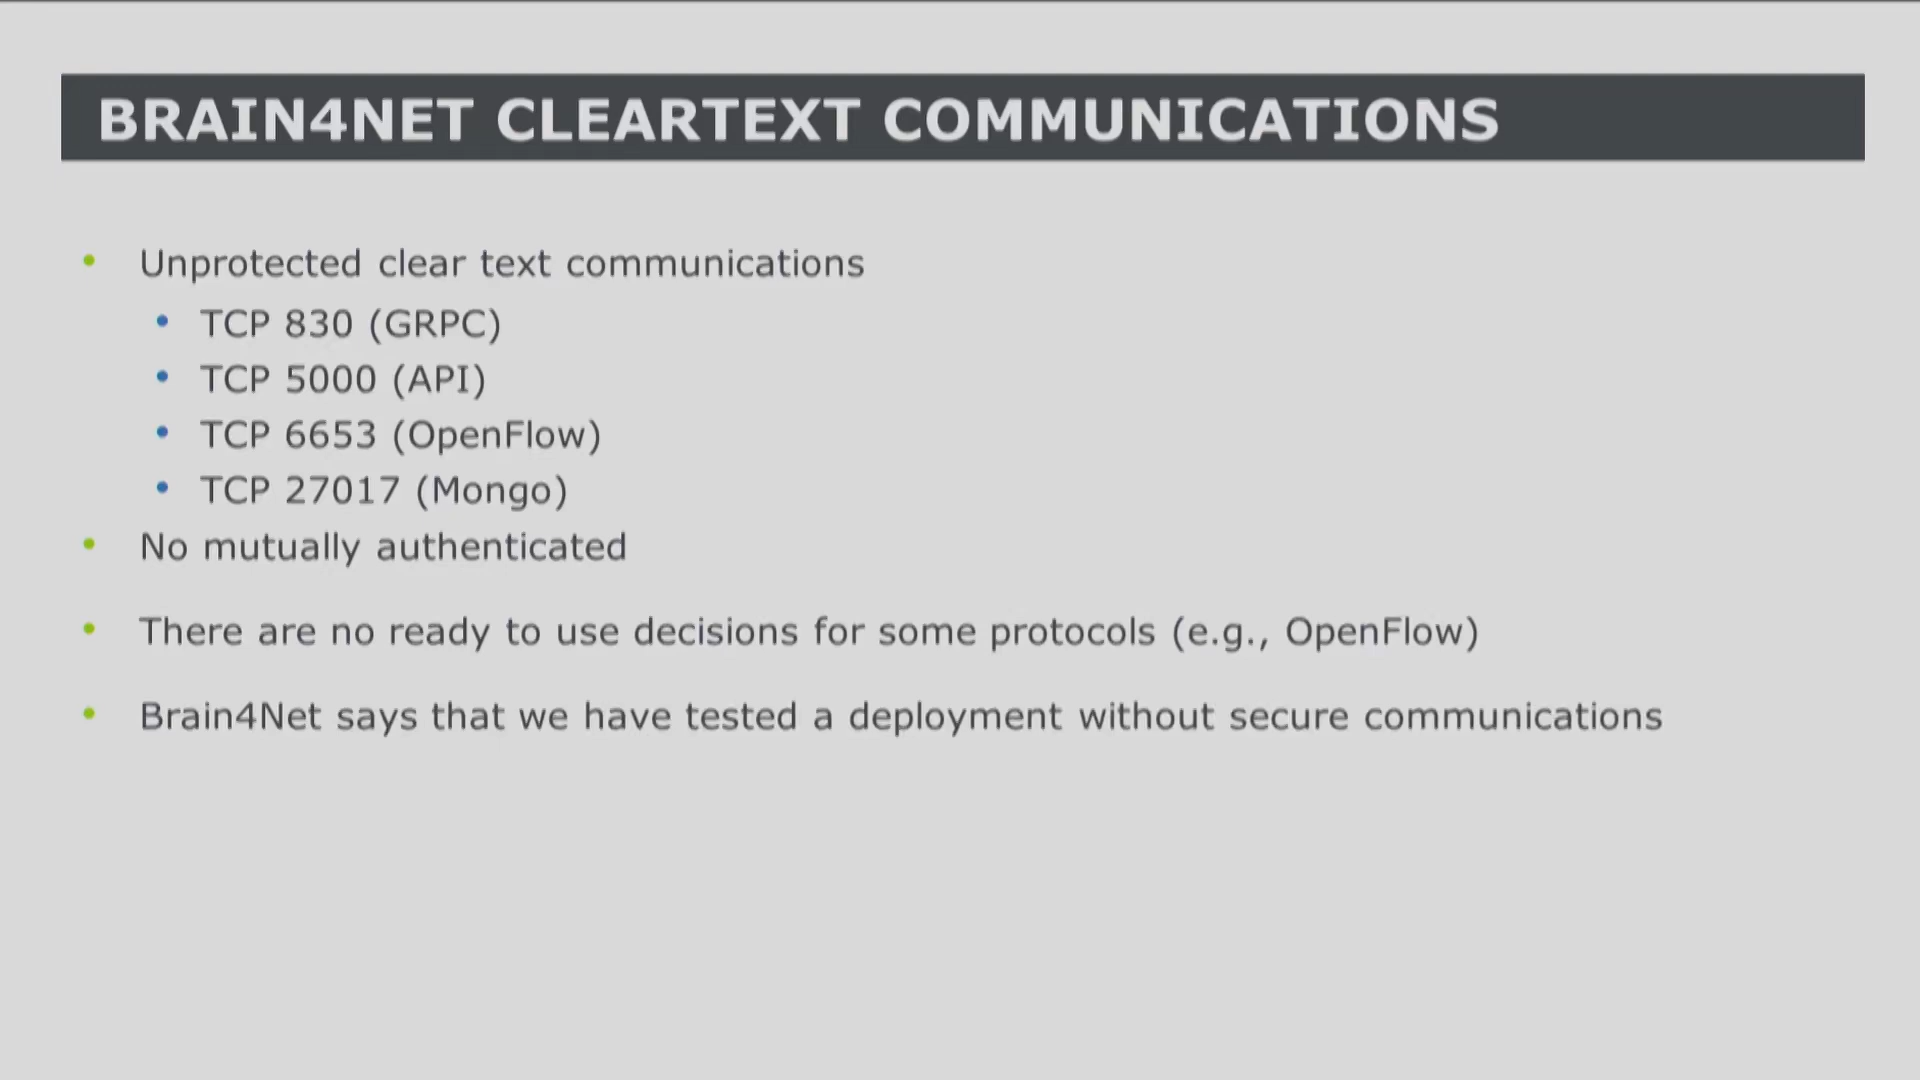 BRAIN4NET CLEARTEXT COMMUNICATIONS
• Unprotected clear text communications
• TCP 830 (GRPC)
• TCP 5000 (API)
• TCP 6653 (OpenFlow)
• TCP 27017 (Mongo)
• No mutually authenticated
• There are no ready to use decisions for some protocols (e.g., OpenFlow)
• Brain4Net says that we have tested a deployment without secure communications